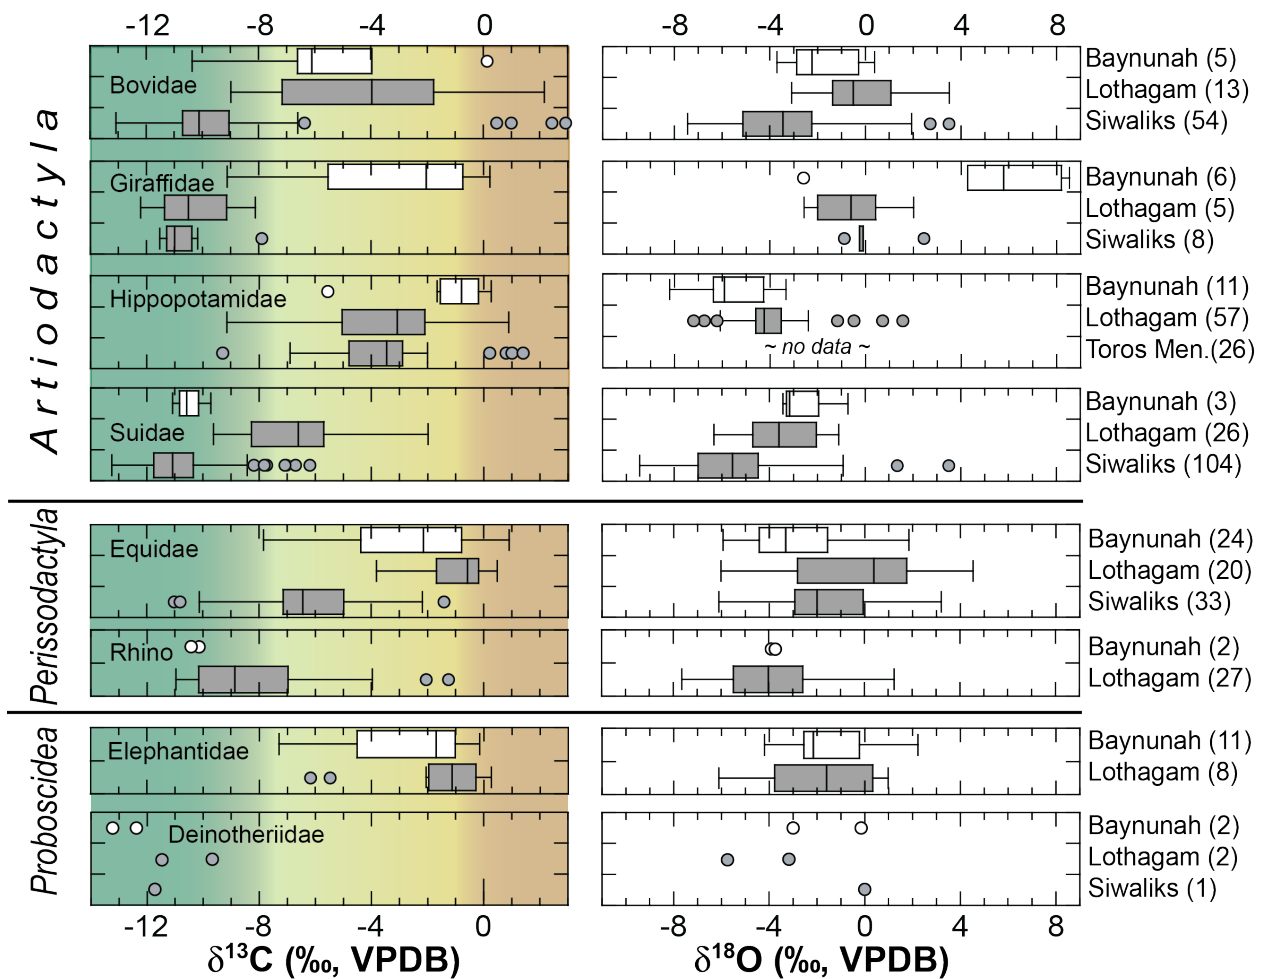 -12 -8 -4 0 -8 -4 0 4 8
Artiodactyla
Bovidae
Baynunah (5)
Lothagam (13)
Siwaliks (54)
Giraffidae
Baynunah (6)
Lothagam (5)
Siwaliks (8)
Hippopotamidae
Baynunah (11)
Lothagam (57)
~ no data ~
Toros Men.(26)
Suidae
Baynunah (3)
Lothagam (26)
Siwaliks (104)
Perissodactyla
Equidae
Baynunah (24)
Lothagam (20)
Siwaliks (33)
Rhino
Baynunah (2)
Lothagam (27)
Proboscidea
Elephantidae
Baynunah (11)
Lothagam (8)
Deinotheriidae
Baynunah (2)
Lothagam (2)
Siwaliks (1)
-12 -8 -4 0 -8 -4 0 4 8
δ¹³C (‰, VPDB) δ¹⁸O (‰, VPDB)